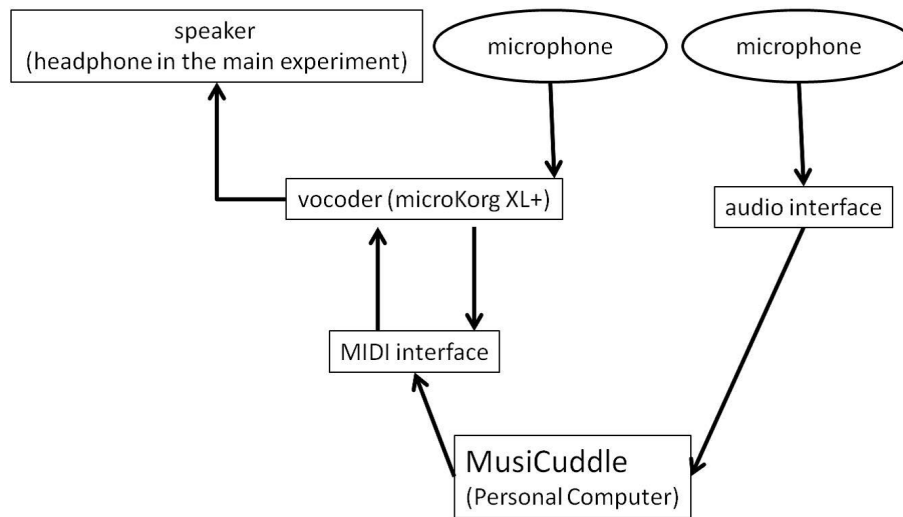 speaker
(headphone in the main experiment)
microphone
microphone
vocoder (microKorg XL+)
audio interface
MIDI interface
MusiCuddle
(Personal Computer)